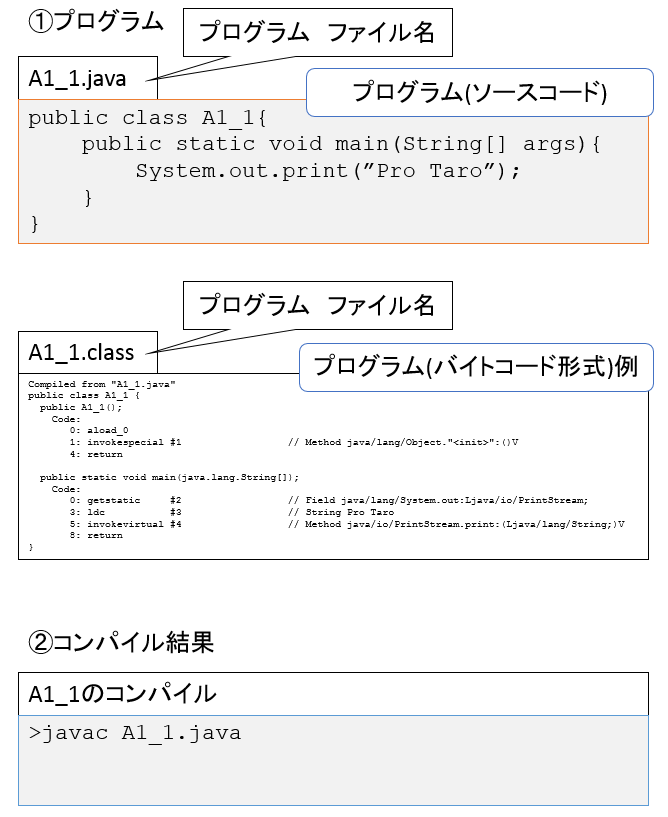 ①プログラム
プログラム　ファイル名
A1_1.java
プログラム(ソースコード)
public class A1_1{
    public static void main(String[] args){
        System.out.print(”Pro Taro”);
    }
}
プログラム　ファイル名
A1_1.class
プログラム(バイトコード形式)例
Compiled from "A1_1.java"
public class A1_1 {
  public A1_1();
    Code:
       0: aload_0
       1: invokespecial #1                  // Method java/lang/Object."<init>":()V
       4: return

  public static void main(java.lang.String[]);
    Code:
       0: getstatic     #2                  // Field java/lang/System.out:Ljava/io/PrintStream;
       3: ldc           #3                  // String Pro Taro
       5: invokevirtual #4                  // Method java/io/PrintStream.print:(Ljava/lang/String;)V
       8: return
}
②コンパイル結果
A1_1のコンパイル
>javac A1_1.java